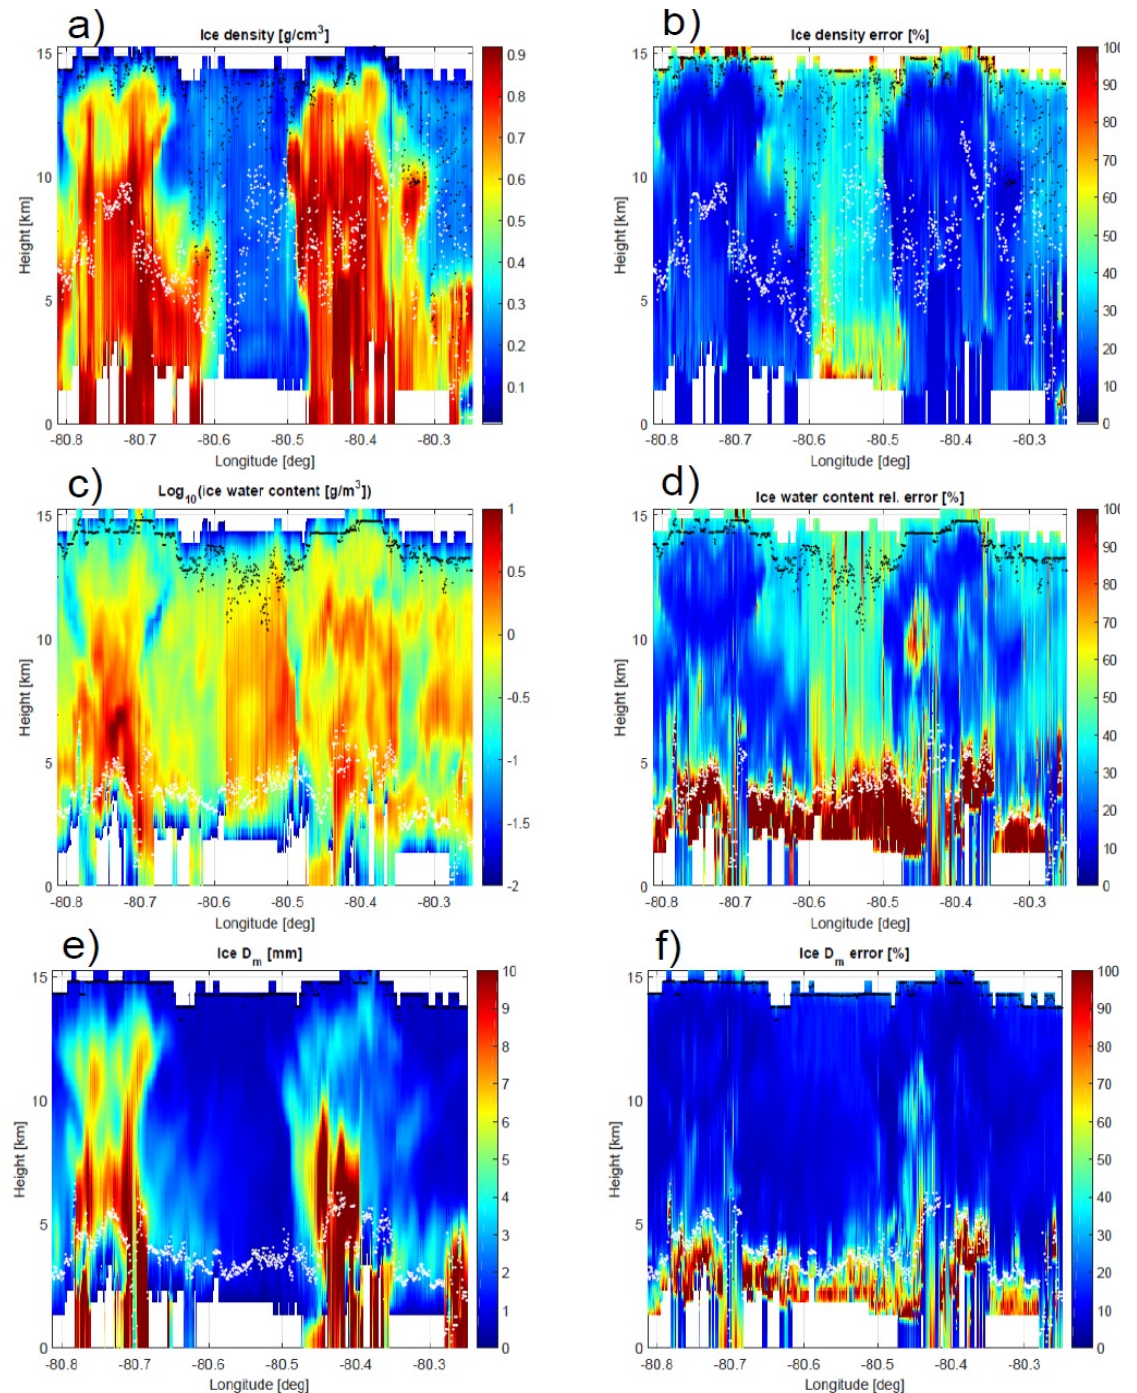 a)
Ice density [g/cm³]
15
10
5
0
Height [km]
-80.8 -80.7 -80.6 -80.5 -80.4 -80.3
Longitude [deg]
0.9
0.8
0.7
0.6
0.5
0.4
0.3
0.2
0.1
b)
Ice density error [%]
15
10
5
0
Height [km]
-80.8 -80.7 -80.6 -80.5 -80.4 -80.3
Longitude [deg]
100
90
80
70
60
50
40
30
20
10
0
c)
Log₁₀(ice water content [g/m³])
15
10
5
0
Height [km]
-80.8 -80.7 -80.6 -80.5 -80.4 -80.3
Longitude [deg]
1
0.5
0
-0.5
-1
-1.5
-2
d)
Ice water content rel. error [%]
15
10
5
0
Height [km]
-80.8 -80.7 -80.6 -80.5 -80.4 -80.3
Longitude [deg]
100
90
80
70
60
50
40
30
20
10
0
e)
Ice Dₘ [mm]
15
10
5
0
Height [km]
-80.8 -80.7 -80.6 -80.5 -80.4 -80.3
Longitude [deg]
10
9
8
7
6
5
4
3
2
1
0
f)
Ice Dₘ error [%]
15
10
5
0
Height [km]
-80.8 -80.7 -80.6 -80.5 -80.4 -80.3
Longitude [deg]
100
90
80
70
60
50
40
30
20
10
0